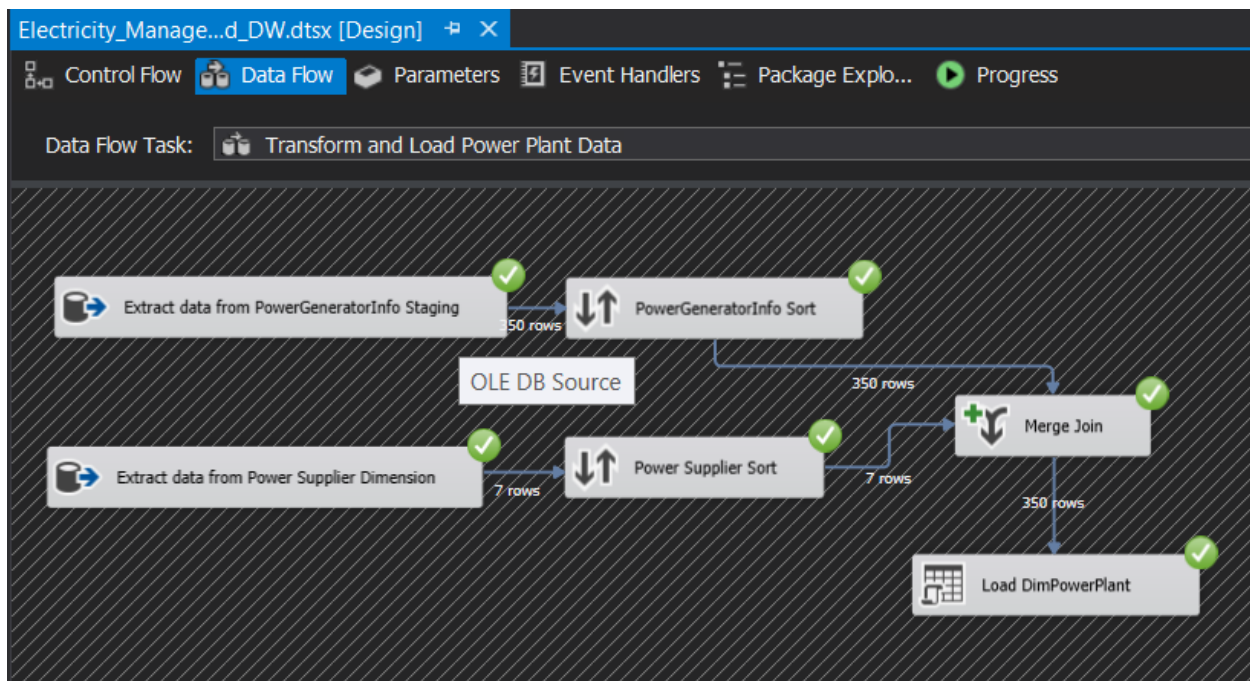 Electricity_Manage...d_DW.dtsx [Design]
Control Flow Data Flow Parameters Event Handlers Package Explo... Progress
Data Flow Task: Transform and Load Power Plant Data
Extract data from PowerGeneratorInfo Staging
350 rows
PowerGeneratorInfo Sort
OLE DB Source
350 rows
Merge Join
Extract data from Power Supplier Dimension
7 rows
Power Supplier Sort
7 rows
350 rows
Load DimPowerPlant